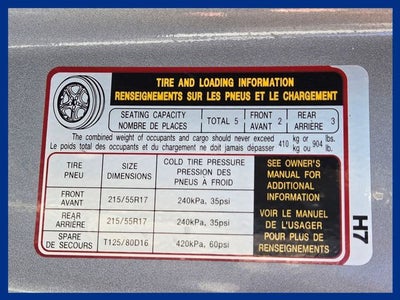 TIRE AND LOADING INFORMATION
RENSEIGNEMENTS SUR LES PNEUS ET LE CHARGEMENT
SEATING CAPACITY
NOMBRE DE PLACES
TOTAL 5
FRONT
AVANT 2
REAR
ARRIÈRE 3
The combined weight of occupants and cargo should never exceed 410 kg or 904 lbs.
Le poids total des occupants et du chargement ne doit jamais dépasser kg ou lb.
TIRE
PNEU
SIZE
DIMENSIONS
COLD TIRE PRESSURE
PRESSION DES
PNEUS À FROID
FRONT
AVANT
215/55R17
240kPa, 35psi
REAR
ARRIÈRE
215/55R17
240kPa, 35psi
SPARE
DE SECOURS
T125/80D16
420kPa, 60psi
SEE OWNER'S
MANUAL FOR
ADDITIONAL
INFORMATION
VOIR LE MANUEL
DE L'USAGER
POUR PLUS DE
RENSEIGNEMENTS
H7